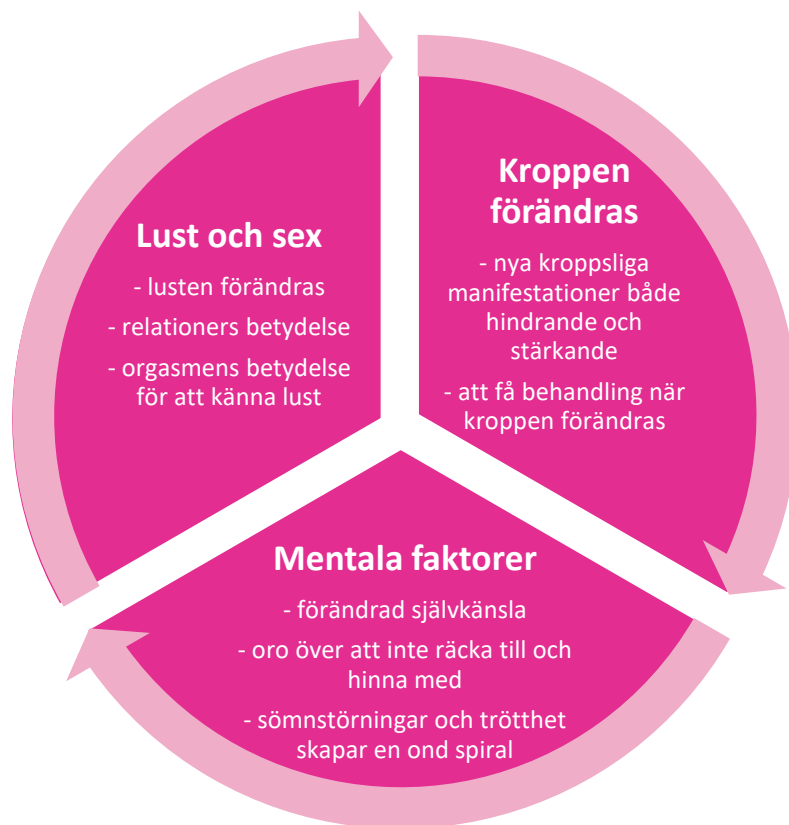 Lust och sex
- lusten förändras
- relationers betydelse
- orgasmens betydelse
för att känna lust
Kroppen
förändras
- nya kroppsliga
manifestationer både
hindrande och
stärkande
- att få behandling när
kroppen förändras
Mentala faktorer
- förändrad självkänsla
- oro över att inte räcka till och
hinna med
- sömnstörningar och trötthet
skapar en ond spiral